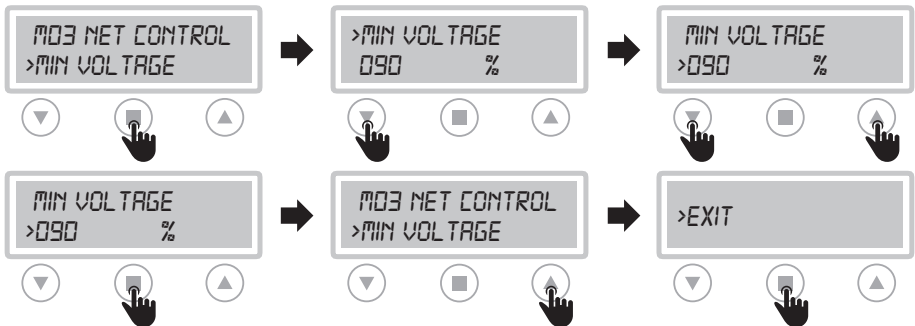 M03 NET CONTROL
>MIN VOLTAGE
>MIN VOLTAGE
090 %
MIN VOLTAGE
>090 %
MIN VOLTAGE
>090 %
M03 NET CONTROL
>MIN VOLTAGE
>EXIT